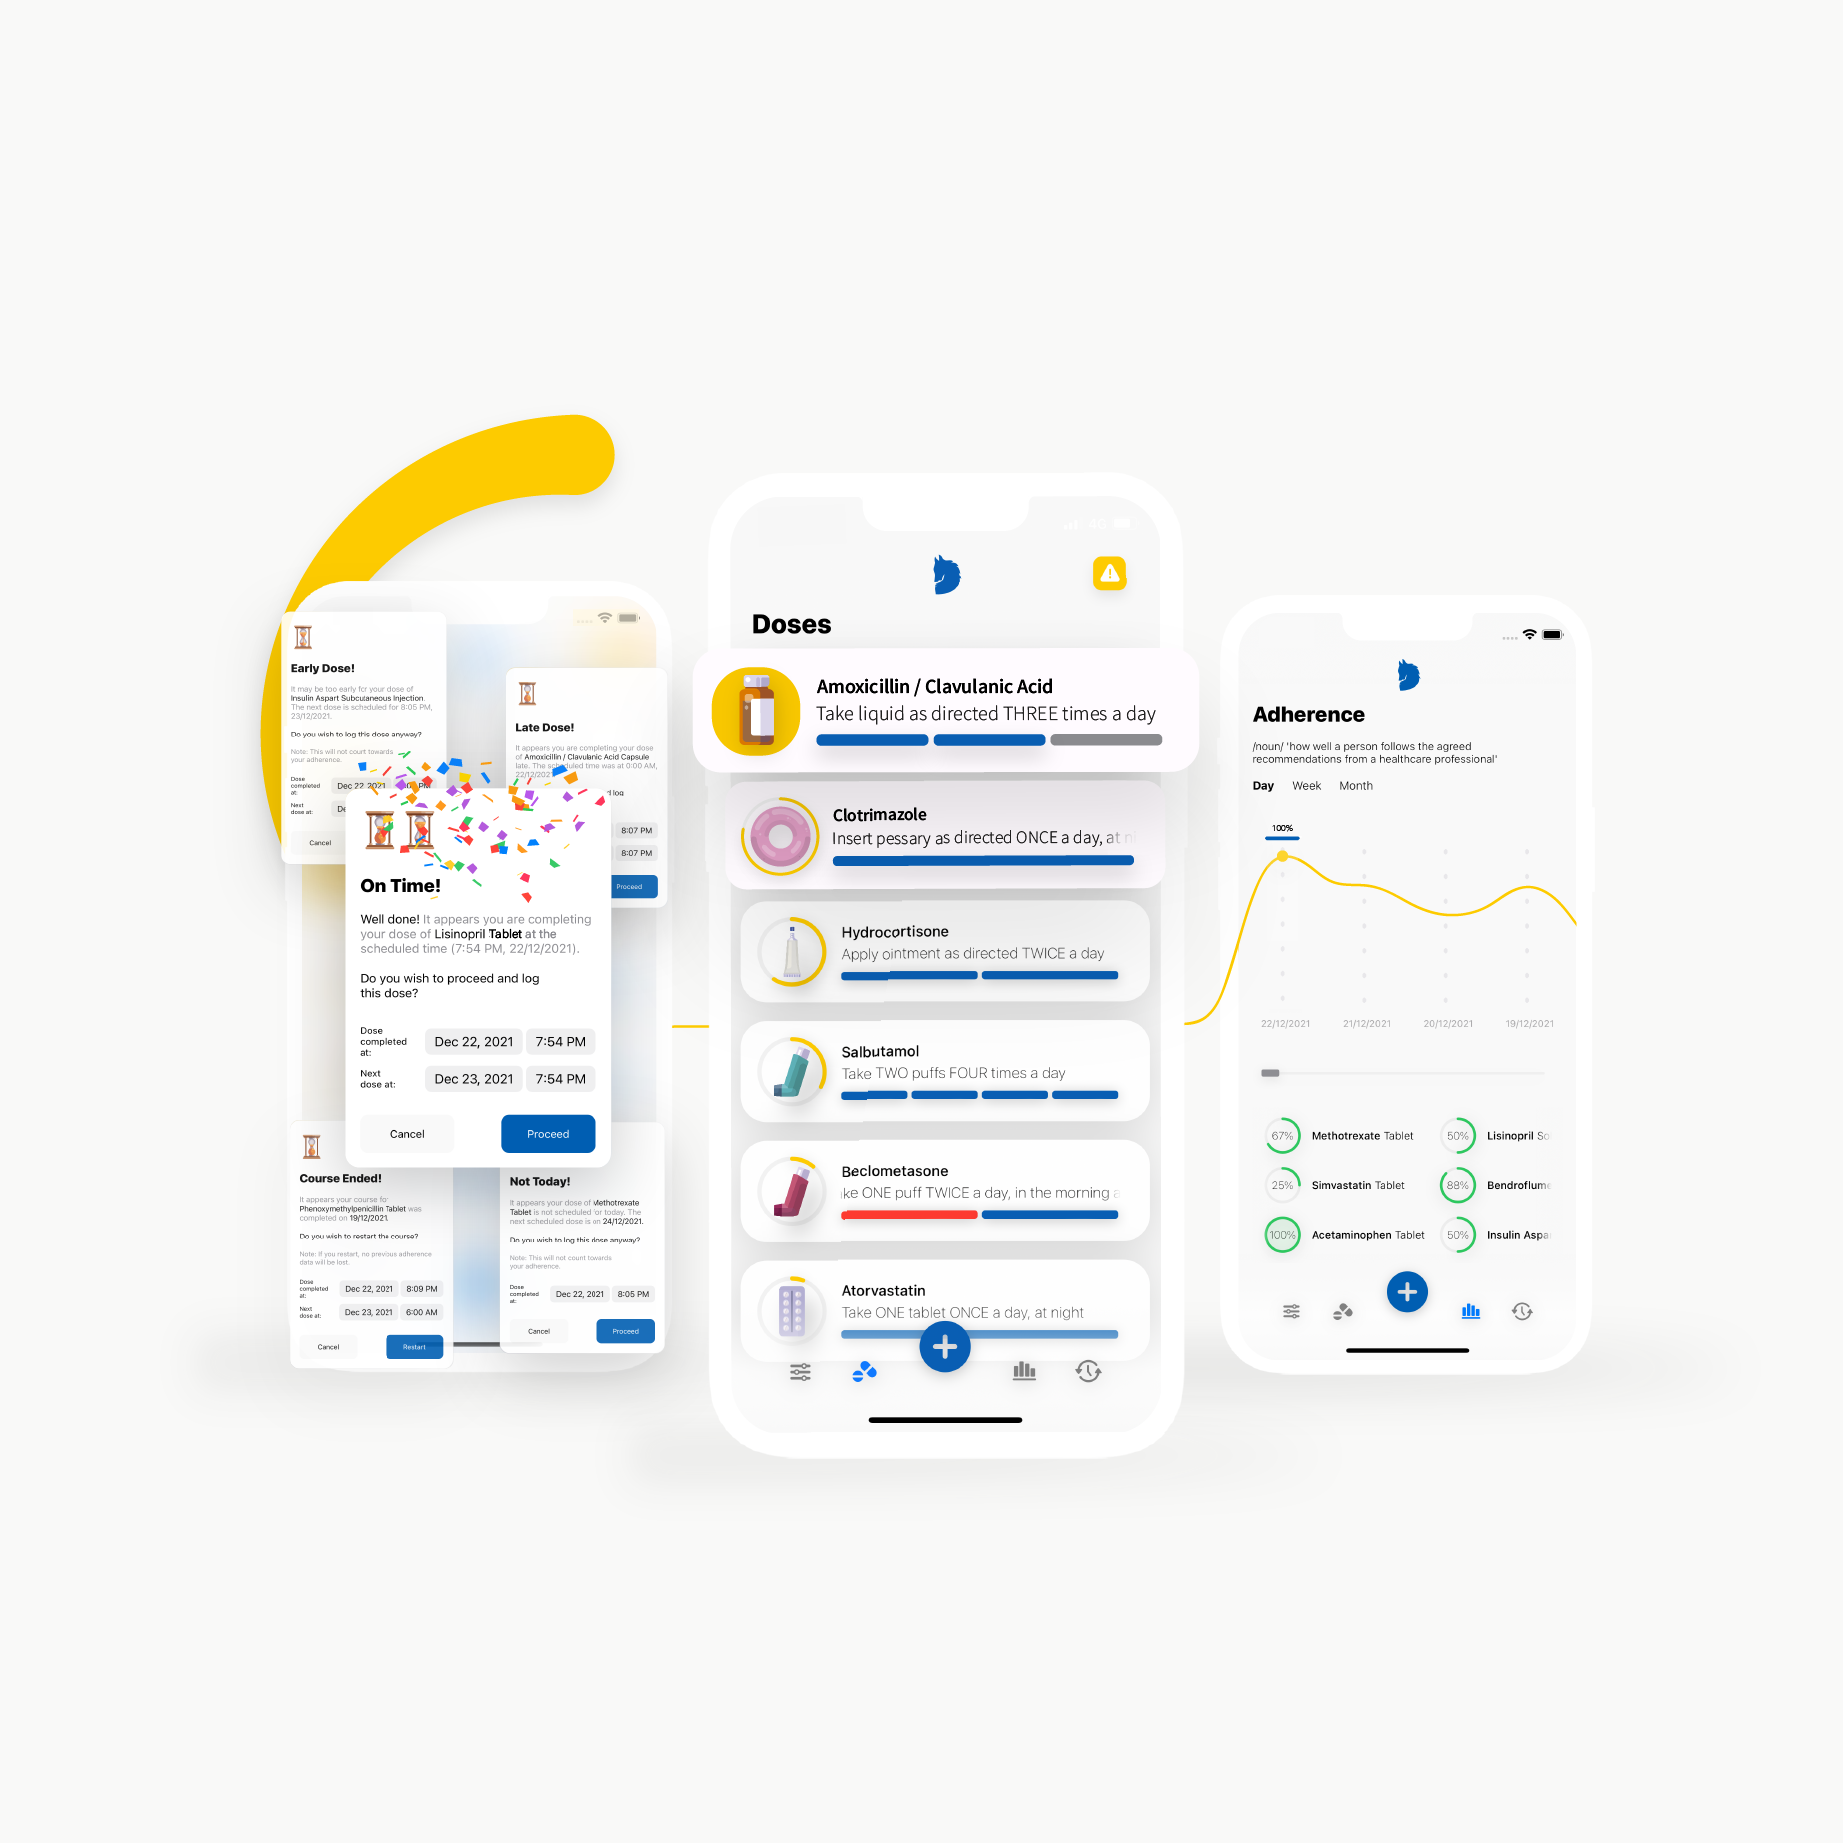 Early Dose!
It may be too early for your dose of
Insulin Aspart Subcutaneous Injection.
The next dose is scheduled for 8:05 PM,
23/12/2021.
Do you wish to log this dose anyway?
Note: This will not count towards
your adherence.
Dose
completed
at:
Dec 22, 2021
Next
dose at:
Cancel
Late Dose!
It appears you are completing your dose
of Amoxicillin / Clavulanic Acid Capsule
late. The scheduled time was at 0:00 AM,
22/12/2021
log
8:07 PM
8:07 PM
Proceed
On Time!
Well done! It appears you are completing
your dose of Lisinopril Tablet at the
scheduled time (7:54 PM, 22/12/2021).
Do you wish to proceed and log
this dose?
Dose
completed
at:
Dec 22, 2021 7:54 PM
Next
dose at:
Dec 23, 2021 7:54 PM
Cancel Proceed
Course Ended!
It appears your course for
Phenoxymethylpenicillin Tablet was
completed on 19/12/2021.
Do you wish to restart the course?
Note: If you restart, no previous adherence
data will be lost.
Dose
completed
at:
Dec 22, 2021 8:09 PM
Next
dose at:
Dec 23, 2021 6:00 AM
Cancel Restart
Not Today!
It appears your dose of Methotrexate
Tablet is not scheduled for today. The
next scheduled dose is on 24/12/2021.
Do you wish to log this dose anyway?
Note: This will not count towards
your adherence.
Dose
completed
at:
Dec 22, 2021 8:05 PM
Cancel Proceed
4G
Doses
Amoxicillin / Clavulanic Acid
Take liquid as directed THREE times a day
Clotrimazole
Insert pessary as directed ONCE a day, at ni
Hydrocortisone
Apply ointment as directed TWICE a day
Salbutamol
Take TWO puffs FOUR times a day
Beclometasone
ke ONE puff TWICE a day, in the morning a
Atorvastatin
Take ONE tablet ONCE a day, at night
Adherence
/noun/ 'how well a person follows the agreed
recommendations from a healthcare professional'
Day Week Month
100%
22/12/2021 21/12/2021 20/12/2021 19/12/2021
67% Methotrexate Tablet 50% Lisinopril So
25% Simvastatin Tablet 88% Bendroflume
100% Acetaminophen Tablet 50% Insulin Aspa